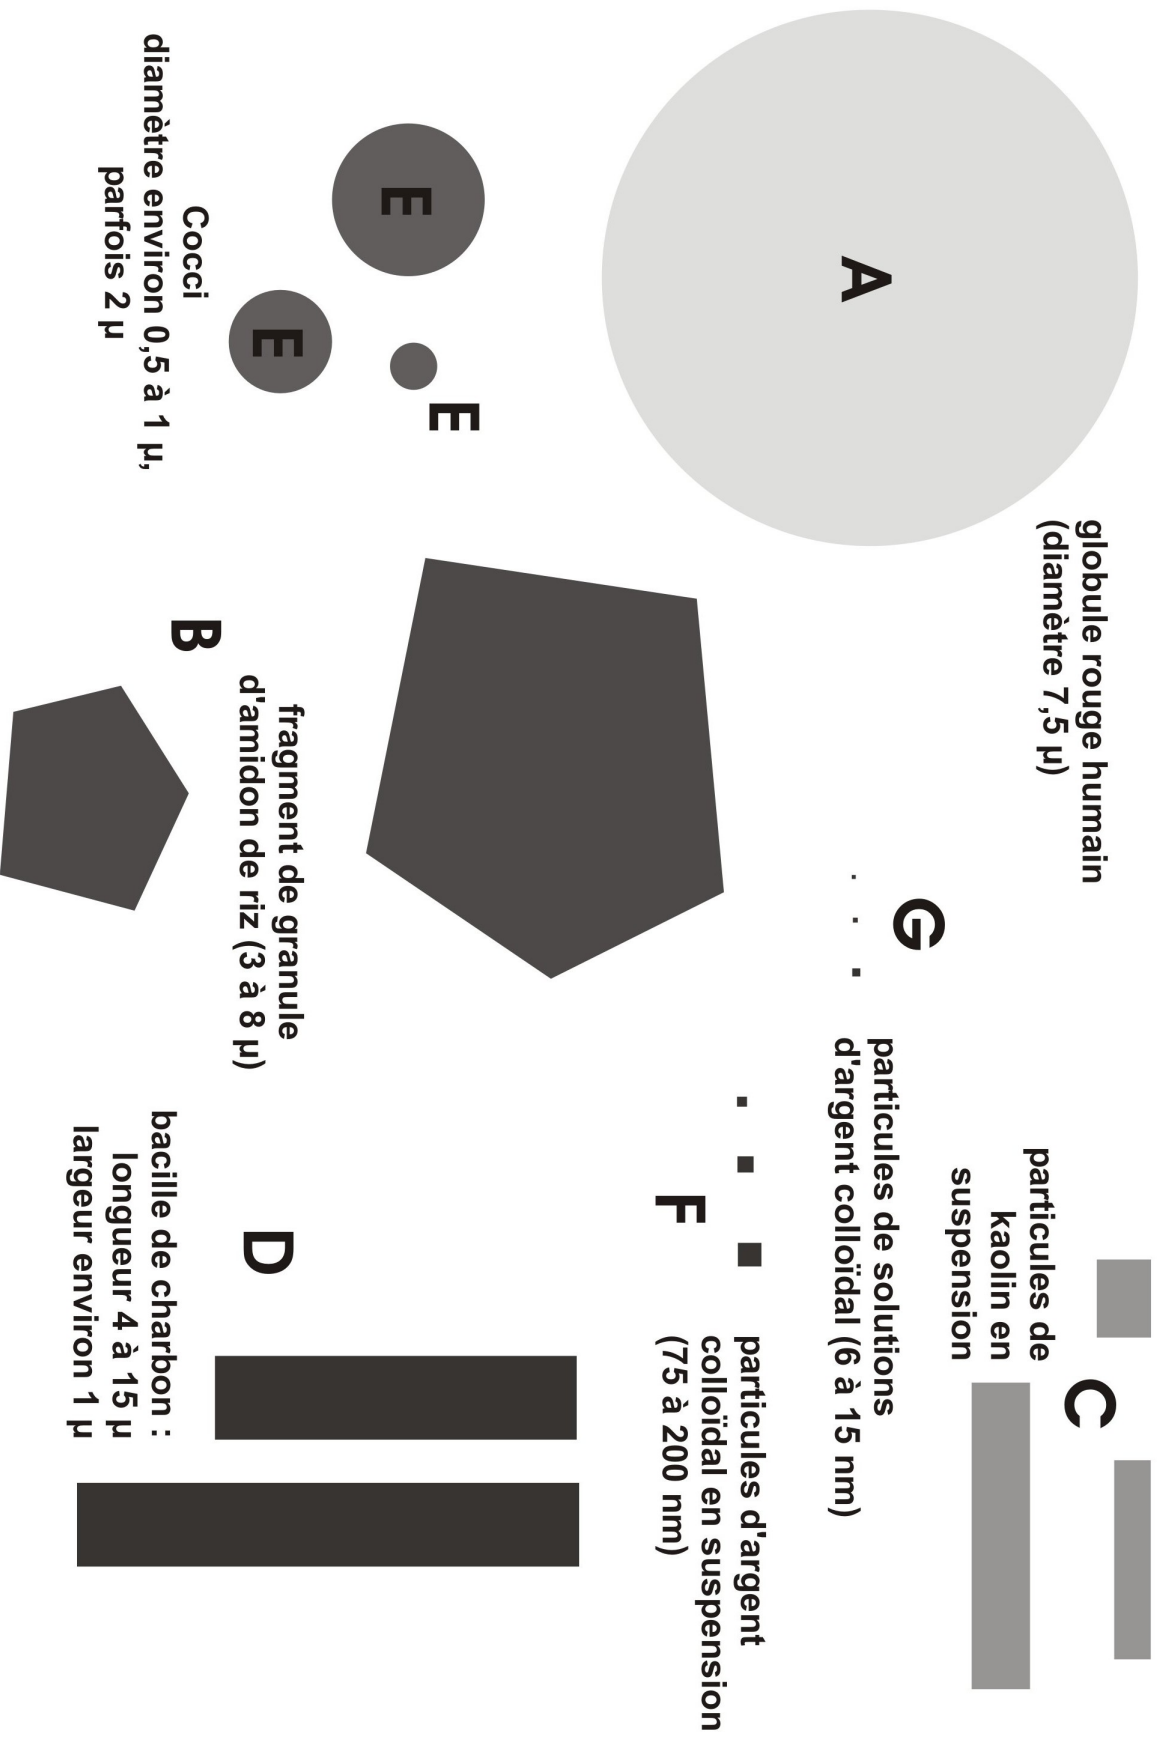 A
globule rouge humain
(diamètre 7,5 µ)
G
particules de solutions
d'argent colloïdal (6 à 15 nm)
particules de
kaolin en
suspension
C
E
E
E
Cocci
diamètre environ 0,5 à 1 µ,
parfois 2 µ
F
particules d'argent
colloïdal en suspension
(75 à 200 nm)
B
fragment de granule
d'amidon de riz (3 à 8 µ)
D
bacille de charbon :
longueur 4 à 15 µ
largeur environ 1 µ